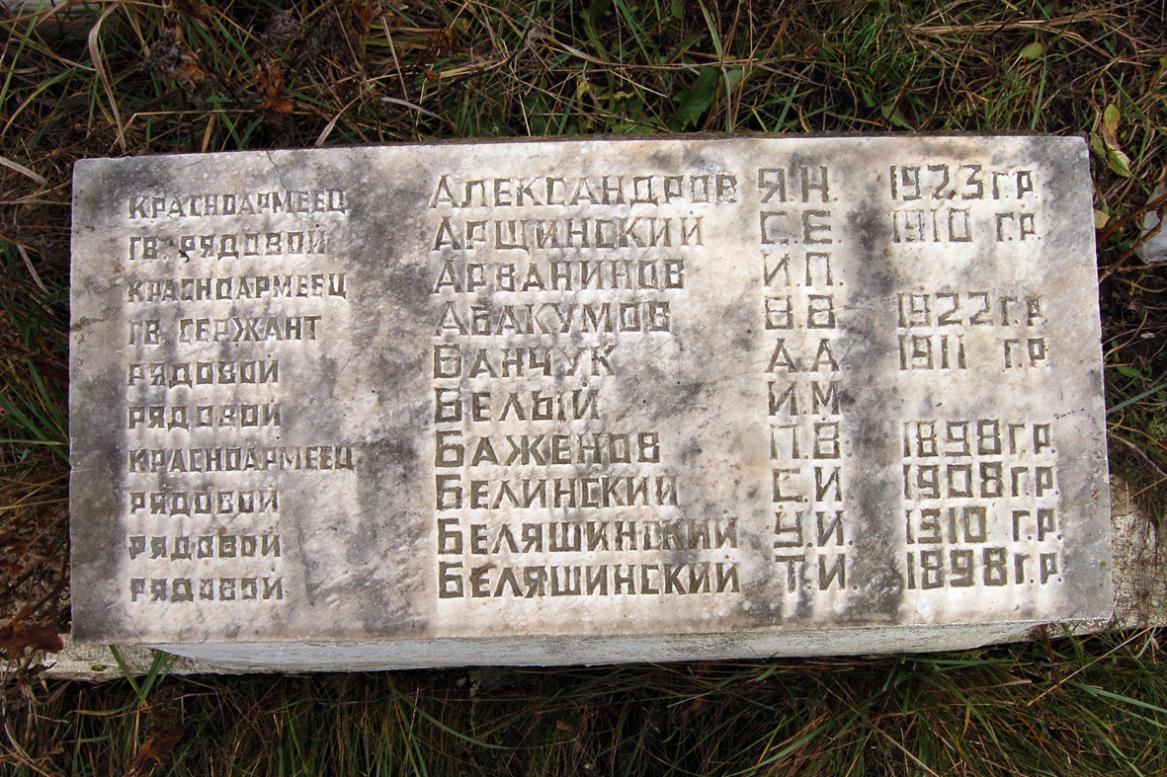 КРАСНОАРМЕЕЦ АЛЕКСАНДРОВ Я.Н. 1923 Г.Р.
ГВ. РЯДОВОЙ АРЩИНСКИЙ С.Е. 1910 Г.Р.
КРАСНОАРМЕЕЦ АРВАНИНОВ И.П.
ГВ. СЕРЖАНТ АБАКУМОВ В.В. 1922 Г.Р.
РЯДОВОЙ БАНЧУК А.А. 1911 Г.Р.
РЯДОВОЙ БЕЛЫЙ И.М.
КРАСНОАРМЕЕЦ БАЖЕНОВ П.В. 1898 Г.Р.
РЯДОВОЙ БЕЛИНСКИЙ С.И. 1908 Г.Р.
РЯДОВОЙ БЕЛЯШИНСКИЙ У.И. 1910 Г.Р.
РЯДОВОЙ БЕЛЯШИНСКИЙ Т.И. 1898 Г.Р.